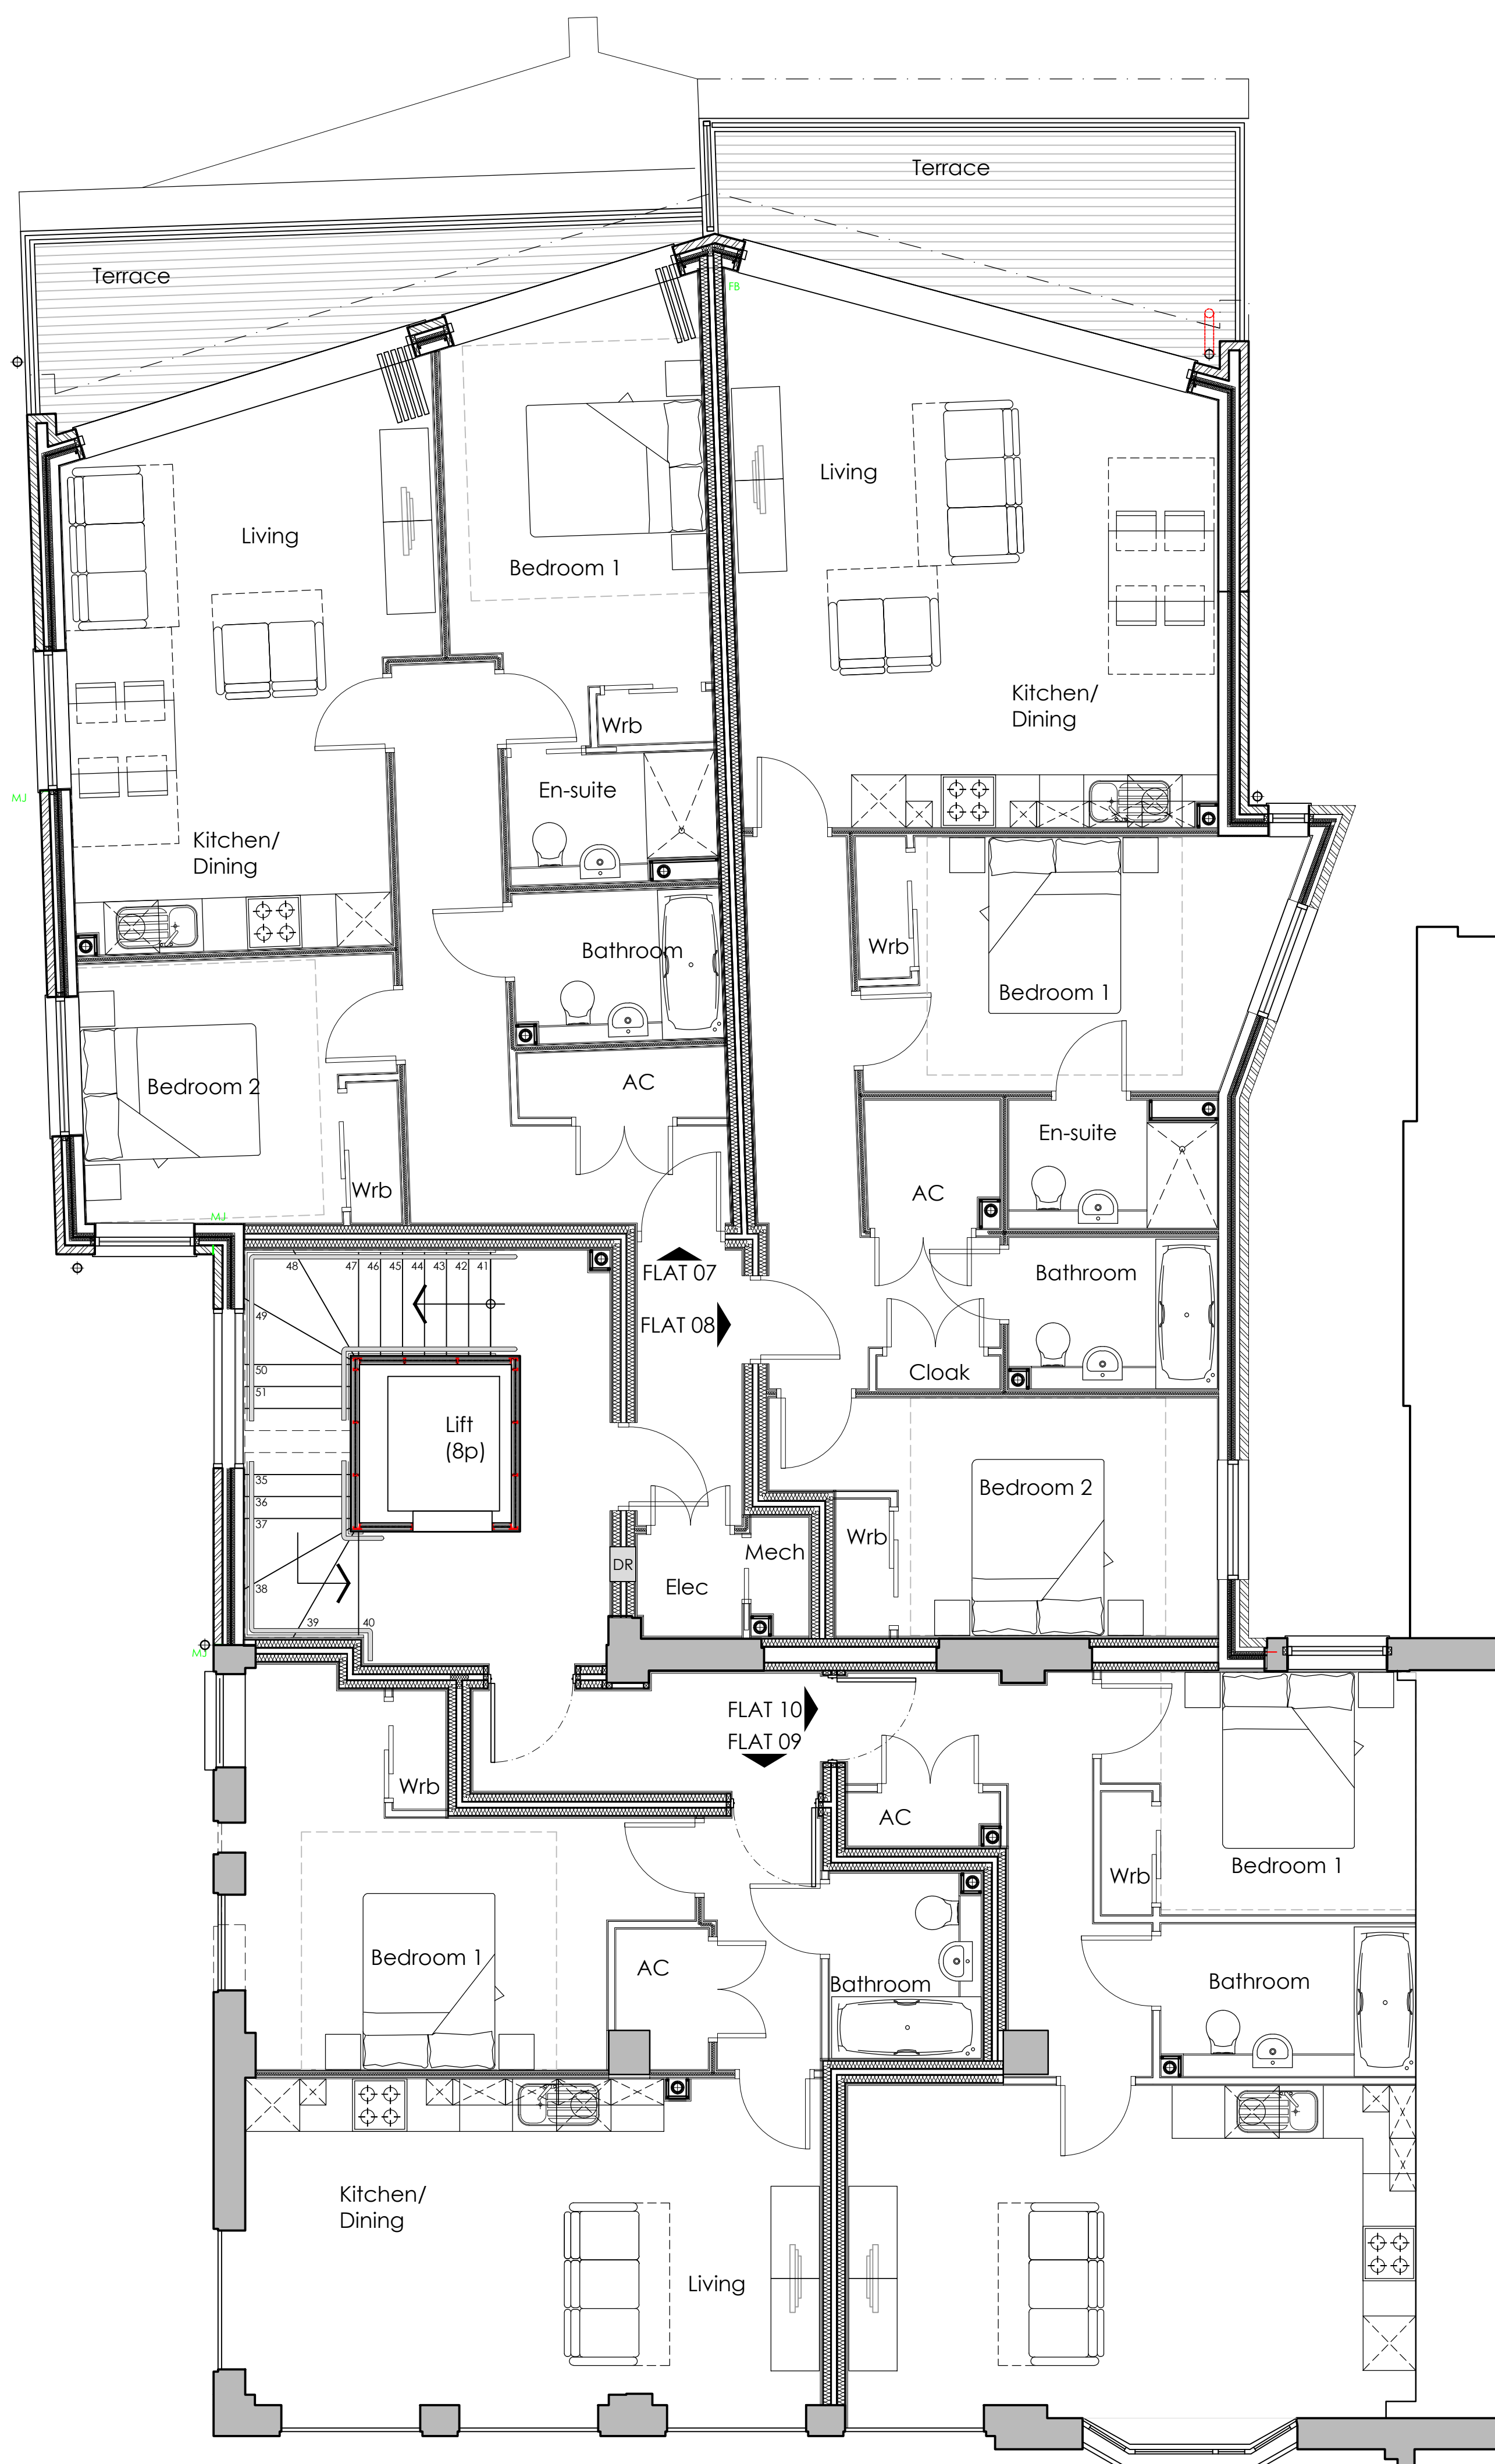 Terrace
Terrace
FB
Living
Living
Bedroom 1
Kitchen/
Dining
Wrb
En-suite
MJ
Kitchen/
Dining
Wrb
Bathroom
Bedroom 1
Bedroom 2
AC
En-suite
Wrb
AC
MJ
48
47
46
45
44
43
42
41
FLAT 07
Bathroom
49
FLAT 08
50
51
Cloak
Lift
(8p)
35
36
37
Bedroom 2
Wrb
Mech
DR
Elec
38
39
40
MJ
FLAT 10
FLAT 09
Wrb
AC
Bedroom 1
Wrb
Bedroom 1
AC
Bathroom
Bathroom
Kitchen/
Dining
Living